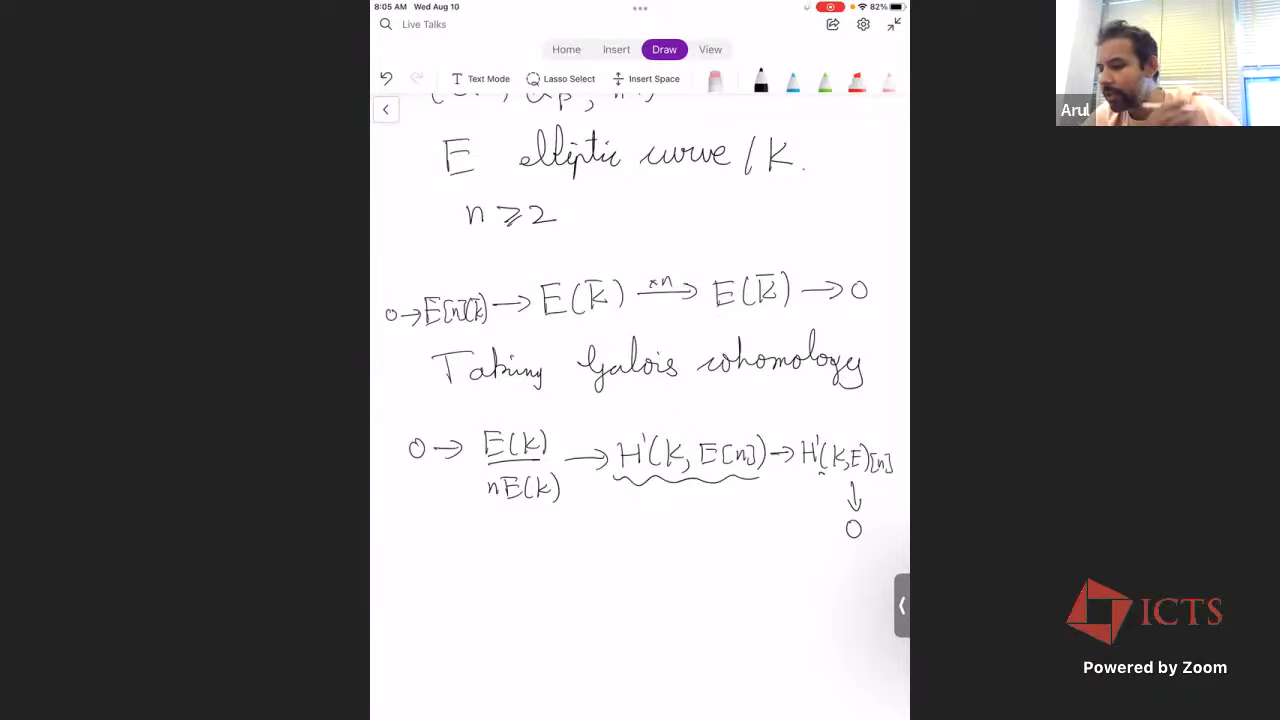 8:05 AM Wed Aug 10
82%
Live Talks
Home Insert Draw View
Text Mode Lasso Select Insert Space
E elliptic curve / K.
n ⩾ 2
0 → E[n](K̄) → E(K̄) —×n→ E(K̄) → 0
Taking Galois cohomology
0 → E(K)/nE(K) → H¹(K, E[n]) → H¹(K, E)[n]
↓
0
Arul
ICTS
Powered by Zoom